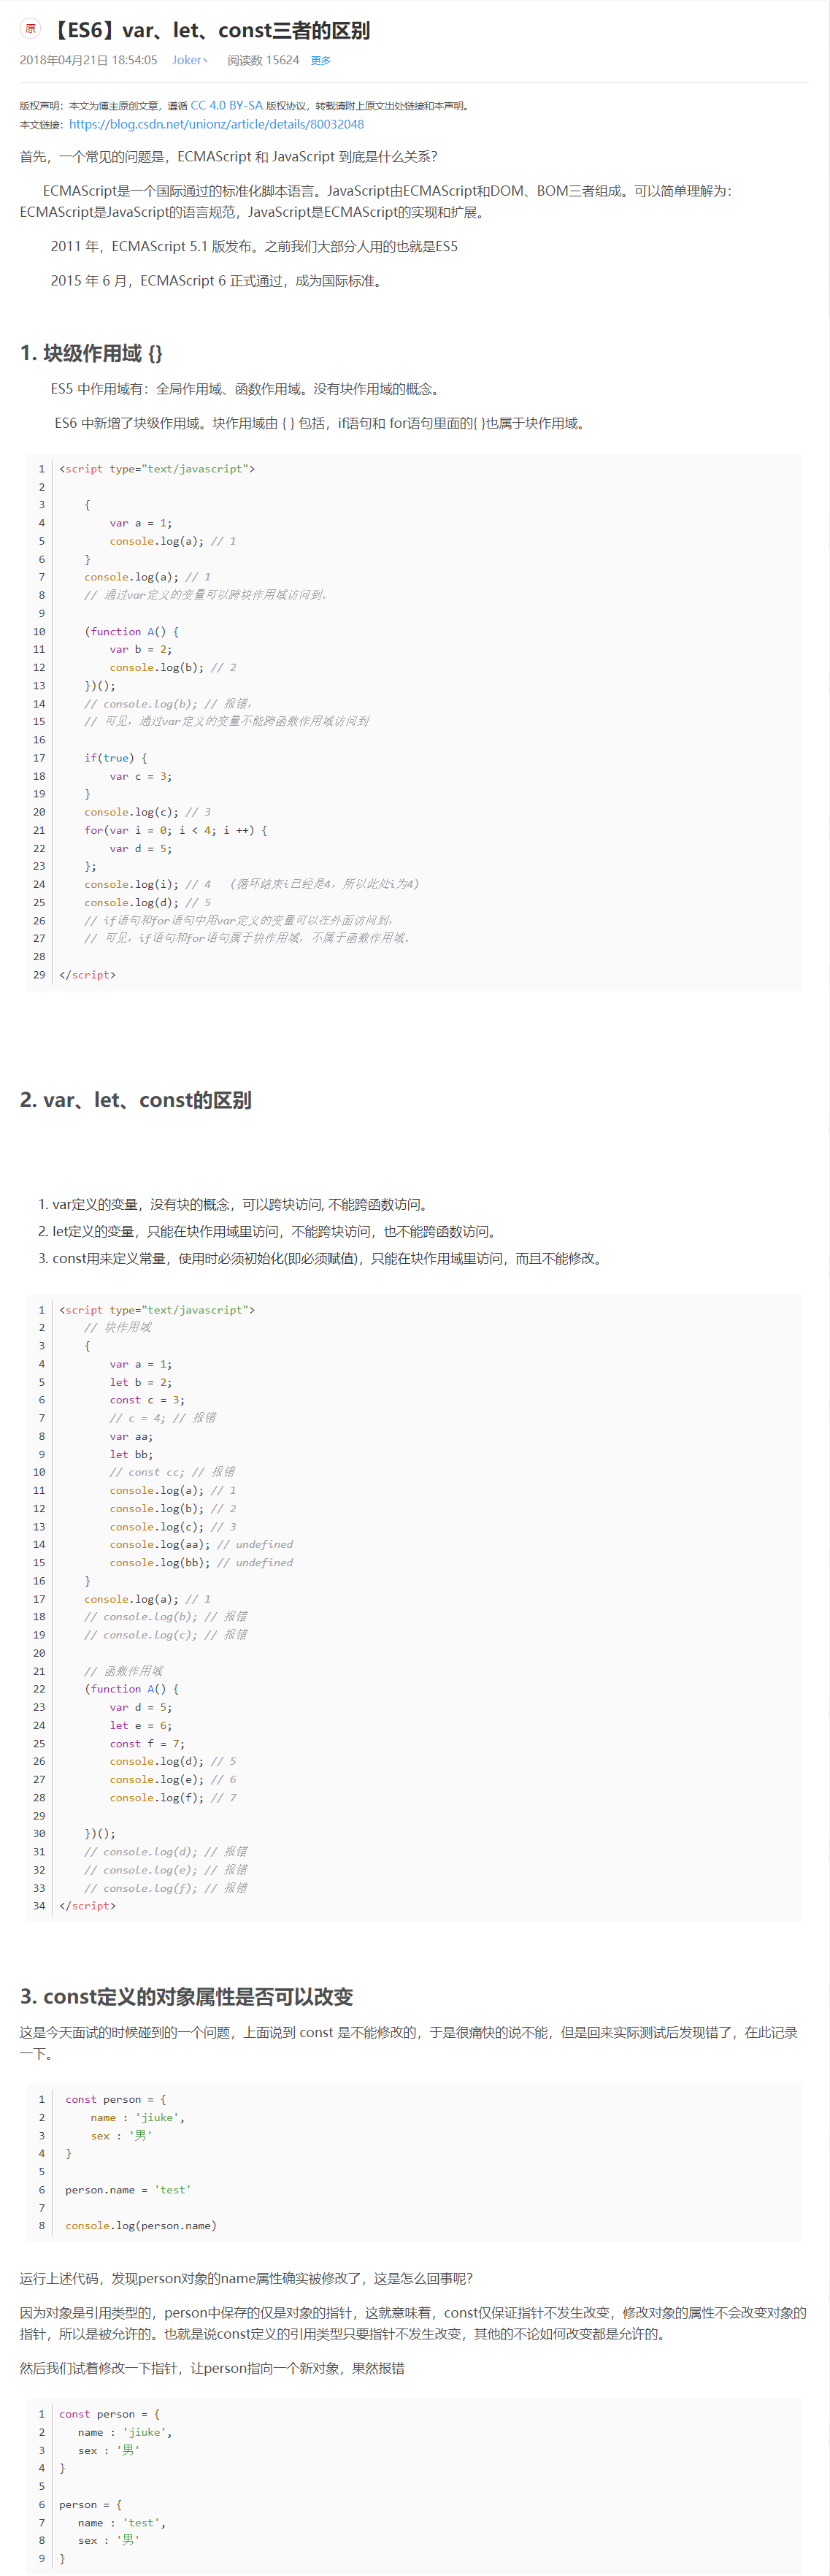 原 【ES6】var、let、const三者的区别
2018年04月21日 18:54:05 Joker丶 阅读数 15624 更多
版权声明：本文为博主原创文章，遵循 CC 4.0 BY-SA 版权协议，转载请附上原文出处链接和本声明。
本文链接：https://blog.csdn.net/unionz/article/details/80032048
首先，一个常见的问题是，ECMAScript 和 JavaScript 到底是什么关系？
ECMAScript是一个国际通过的标准化脚本语言。JavaScript由ECMAScript和DOM、BOM三者组成。可以简单理解为：
ECMAScript是JavaScript的语言规范，JavaScript是ECMAScript的实现和扩展。
2011 年，ECMAScript 5.1 版发布。之前我们大部分人用的也就是ES5
2015 年 6 月，ECMAScript 6 正式通过，成为国际标准。
1. 块级作用域 {}
ES5 中作用域有：全局作用域、函数作用域。没有块作用域的概念。
ES6 中新增了块级作用域。块作用域由 { } 包括，if语句和 for语句里面的{ }也属于块作用域。
1 <script type="text/javascript">
2
3 {
4 var a = 1;
5 console.log(a); // 1
6 }
7 console.log(a); // 1
8 // 通过var定义的变量可以跨块作用域访问到。
9
10 (function A() {
11 var b = 2;
12 console.log(b); // 2
13 })();
14 // console.log(b); // 报错，
15 // 可见，通过var定义的变量不能跨函数作用域访问到
16
17 if(true) {
18 var c = 3;
19 }
20 console.log(c); // 3
21 for(var i = 0; i < 4; i ++) {
22 var d = 5;
23 };
24 console.log(i); // 4 (循环结束i已经是4，所以此处i为4)
25 console.log(d); // 5
26 // if语句和for语句中用var定义的变量可以在外面访问到，
27 // 可见，if语句和for语句属于块作用域，不属于函数作用域。
28
29 </script>
2. var、let、const的区别
1. var定义的变量，没有块的概念，可以跨块访问, 不能跨函数访问。
2. let定义的变量，只能在块作用域里访问，不能跨块访问，也不能跨函数访问。
3. const用来定义常量，使用时必须初始化(即必须赋值)，只能在块作用域里访问，而且不能修改。
1 <script type="text/javascript">
2 // 块作用域
3 {
4 var a = 1;
5 let b = 2;
6 const c = 3;
7 // c = 4; // 报错
8 var aa;
9 let bb;
10 // const cc; // 报错
11 console.log(a); // 1
12 console.log(b); // 2
13 console.log(c); // 3
14 console.log(aa); // undefined
15 console.log(bb); // undefined
16 }
17 console.log(a); // 1
18 // console.log(b); // 报错
19 // console.log(c); // 报错
20
21 // 函数作用域
22 (function A() {
23 var d = 5;
24 let e = 6;
25 const f = 7;
26 console.log(d); // 5
27 console.log(e); // 6
28 console.log(f); // 7
29
30 })();
31 // console.log(d); // 报错
32 // console.log(e); // 报错
33 // console.log(f); // 报错
34 </script>
3. const定义的对象属性是否可以改变
这是今天面试的时候碰到的一个问题，上面说到 const 是不能修改的，于是很痛快的说不能，但是回来实际测试后发现错了，在此记录
一下。
1 const person = {
2 name : 'jiuke',
3 sex : '男'
4 }
5
6 person.name = 'test'
7
8 console.log(person.name)
运行上述代码，发现person对象的name属性确实被修改了，这是怎么回事呢？
因为对象是引用类型的，person中保存的仅是对象的指针，这就意味着，const仅保证指针不发生改变，修改对象的属性不会改变对象的
指针，所以是被允许的。也就是说const定义的引用类型只要指针不发生改变，其他的不论如何改变都是允许的。
然后我们试着修改一下指针，让person指向一个新对象，果然报错
1 const person = {
2 name : 'jiuke',
3 sex : '男'
4 }
5
6 person = {
7 name : 'test',
8 sex : '男'
9 }